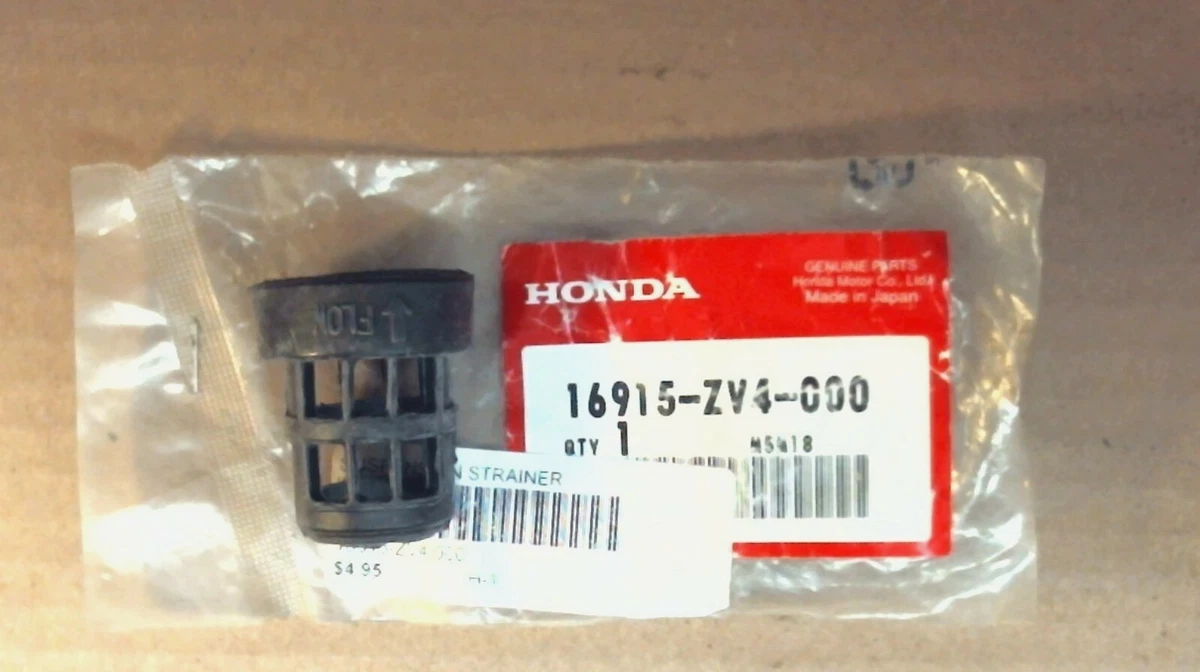 HONDA
GENUINE PARTS
Honda Motor Co., Ltd.
Made in Japan
16915-ZV4-000
QTY 1
FLOW
STRAINER
$4.95